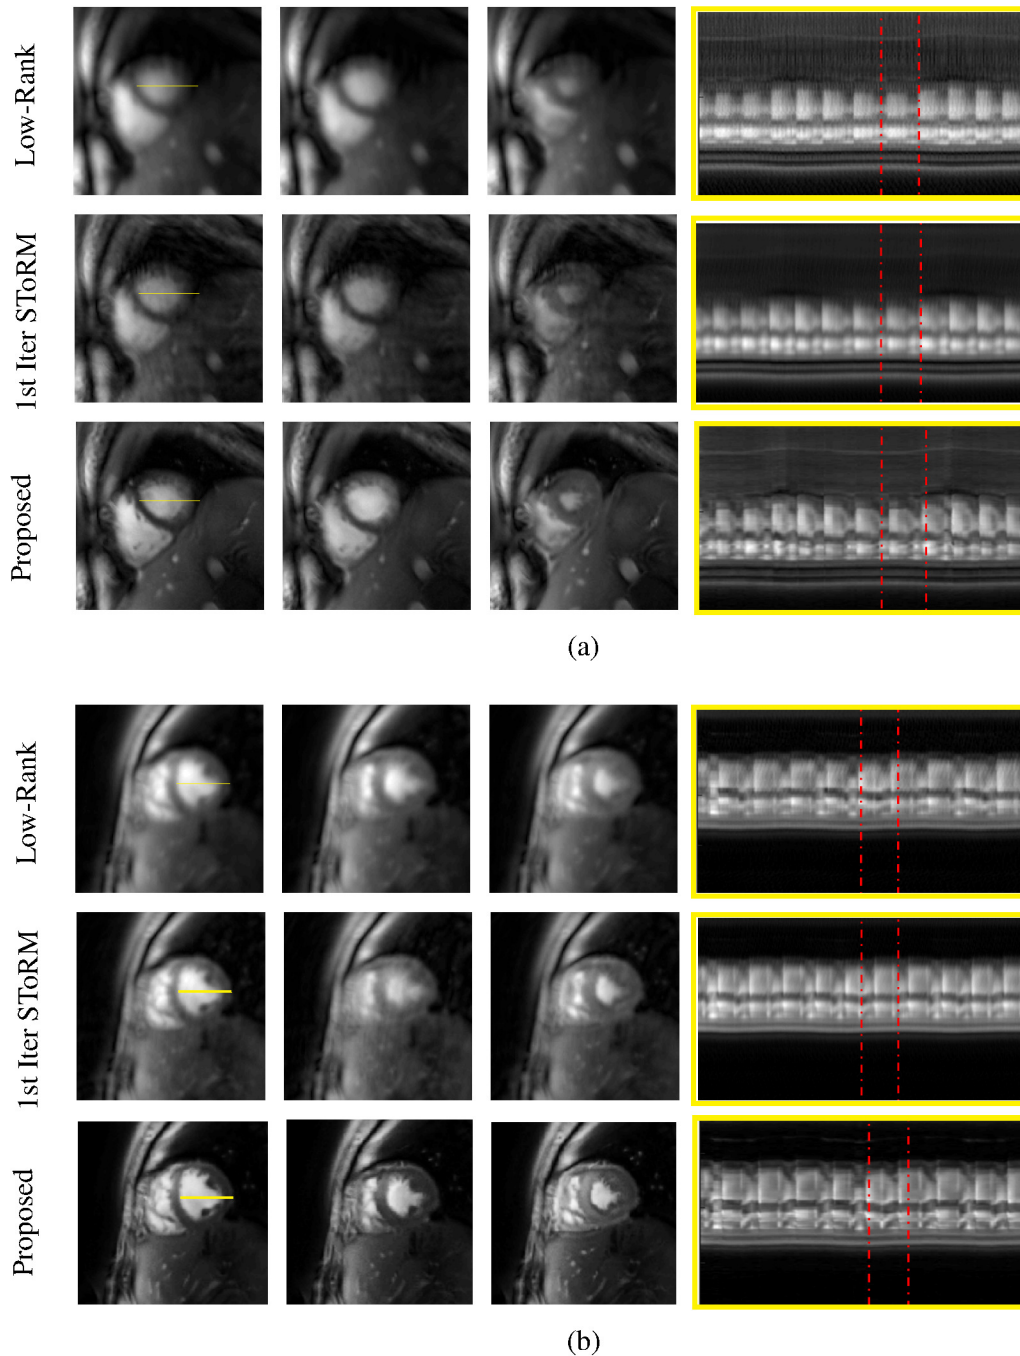 Low-Rank
1st Iter SToRM
Proposed
(a)
Low-Rank
1st Iter SToRM
Proposed
(b)